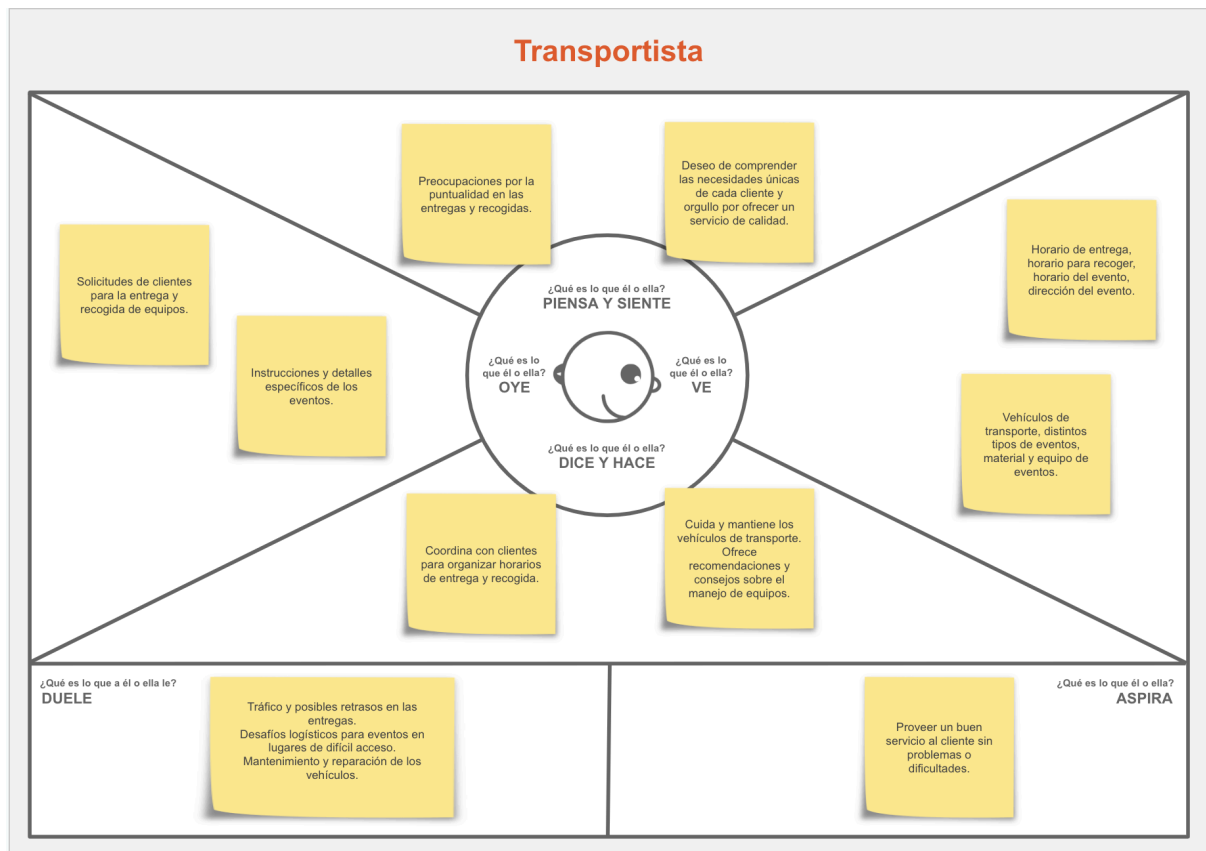 Transportista
Preocupaciones por la
puntualidad en las
entregas y recogidas.
Deseo de comprender
las necesidades únicas
de cada cliente y
orgullo por ofrecer un
servicio de calidad.
Solicitudes de clientes
para la entrega y
recogida de equipos.
Instrucciones y detalles
específicos de los
eventos.
¿Qué es lo que él o ella?
PIENSA Y SIENTE
¿Qué es lo
que él o ella?
OYE
¿Qué es lo
que él o ella?
VE
¿Qué es lo que él o ella?
DICE Y HACE
Horario de entrega,
horario para recoger,
horario del evento,
dirección del evento.
Vehículos de
transporte, distintos
tipos de eventos,
material y equipo de
eventos.
Coordina con clientes
para organizar horarios
de entrega y recogida.
Cuida y mantiene los
vehículos de transporte.
Ofrece
recomendaciones y
consejos sobre el
manejo de equipos.
¿Qué es lo que a él o ella le?
DUELE
Tráfico y posibles retrasos en las
entregas.
Desafíos logísticos para eventos en
lugares de difícil acceso.
Mantenimiento y reparación de los
vehículos.
¿Qué es lo que él o ella?
ASPIRA
Proveer un buen
servicio al cliente sin
problemas o
dificultades.